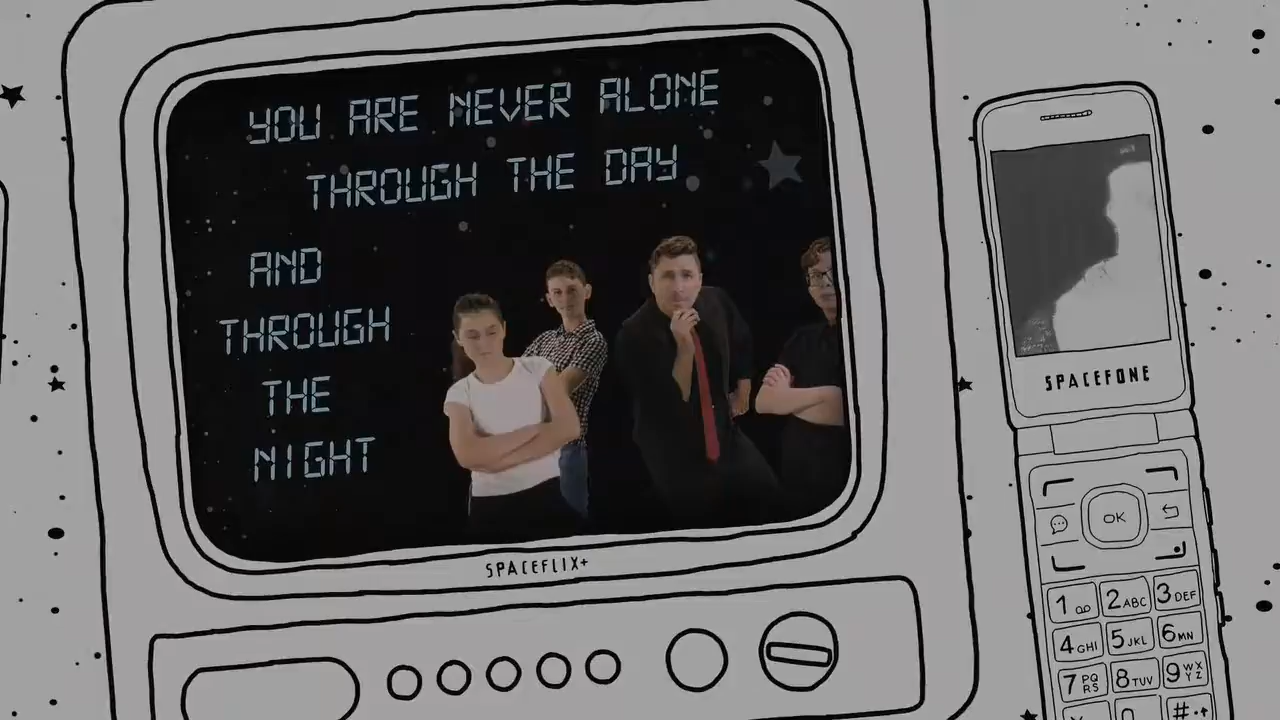 YOU ARE NEVER ALONE
THROUGH THE DAY
AND
THROUGH
THE
NIGHT
SPACEFLIX+
SPACEFONE
OK
1
2ABC
3DEF
4GHI
5JKL
6MN
7PQRS
8TUV
9WXYZ
#